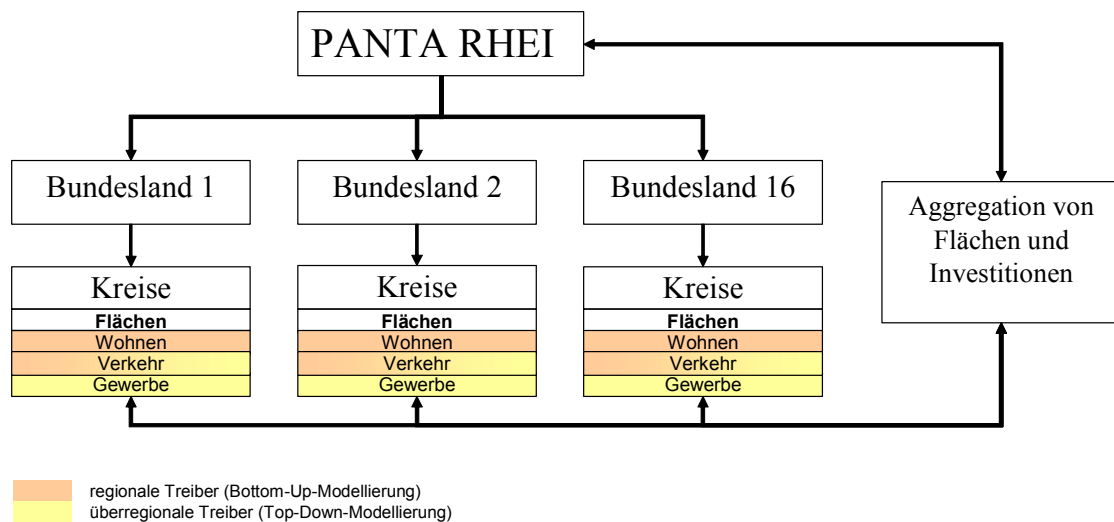 PANTA RHEI
Bundesland 1
Bundesland 2
Bundesland 16
Aggregation von
Flächen und
Investitionen
Kreise
Flächen
Wohnen
Verkehr
Gewerbe
Kreise
Flächen
Wohnen
Verkehr
Gewerbe
Kreise
Flächen
Wohnen
Verkehr
Gewerbe
regionale Treiber (Bottom-Up-Modellierung)
überregionale Treiber (Top-Down-Modellierung)